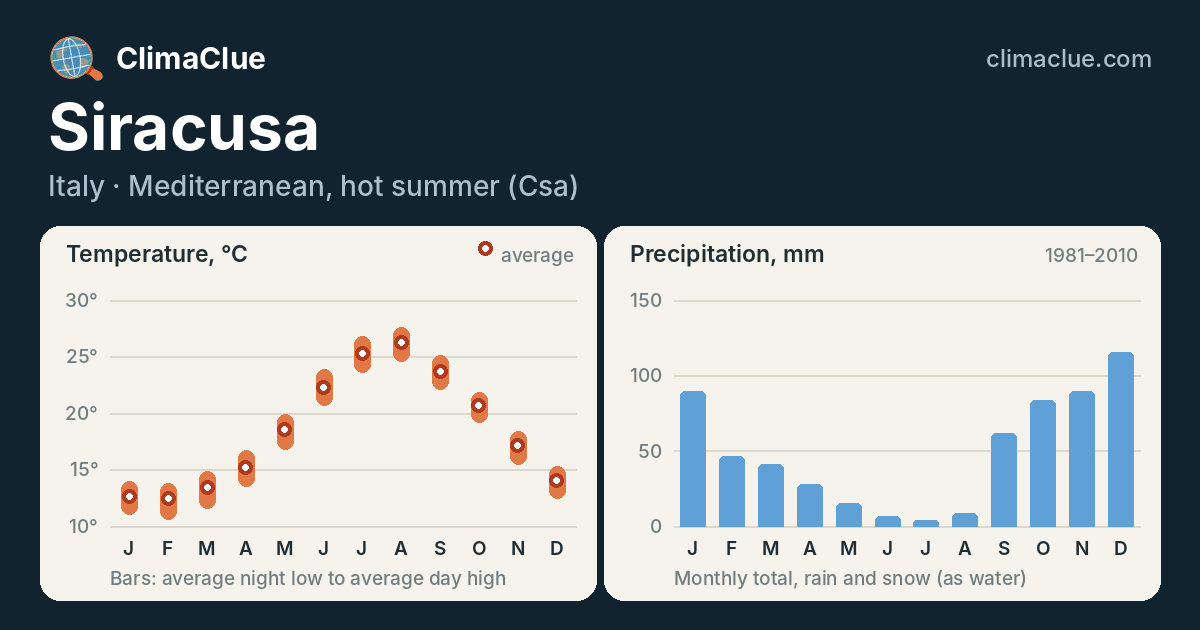 ClimaClue
climaclue.com
Siracusa
Italy · Mediterranean, hot summer (Csa)
Temperature, °C
average
30°
25°
20°
15°
10°
J F M A M J J A S O N D
Bars: average night low to average day high
Precipitation, mm
1981–2010
150
100
50
0
J F M A M J J A S O N D
Monthly total, rain and snow (as water)